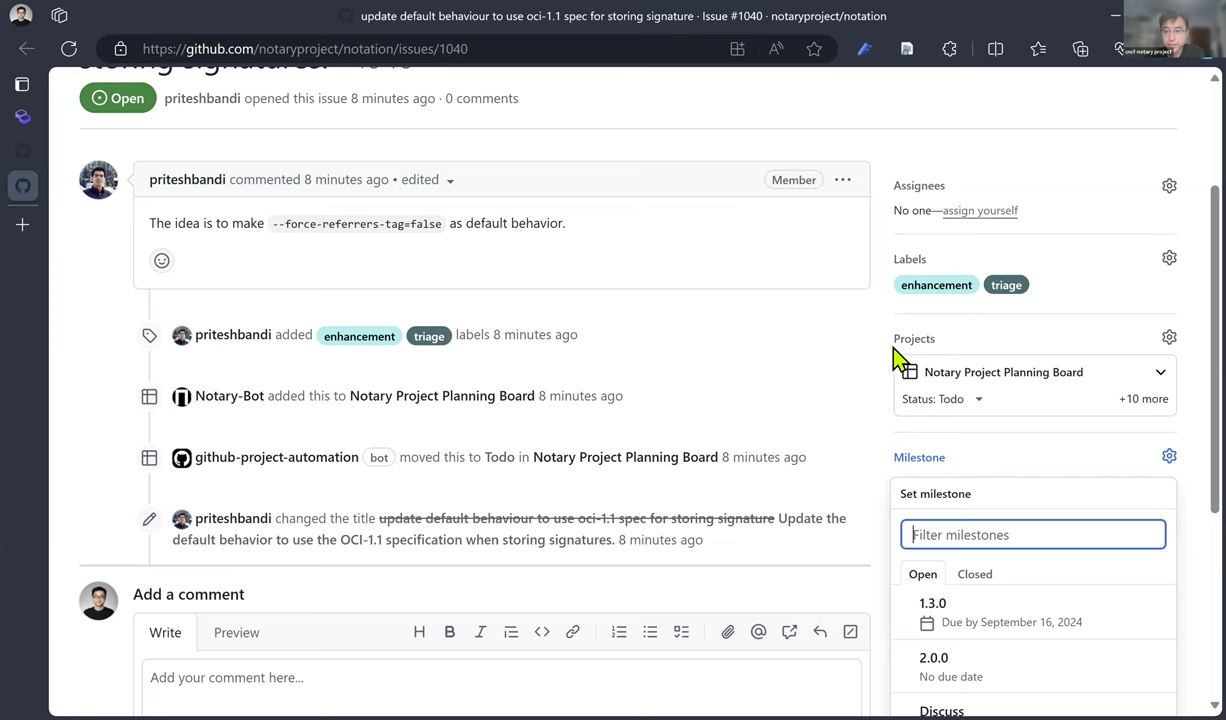 update default behaviour to use oci-1.1 spec for storing signature · Issue #1040 · notaryproject/notation
https://github.com/notaryproject/notation/issues/1040
cncf-notary project
storing signatures. #1040
Open
priteshbandi opened this issue 8 minutes ago · 0 comments
priteshbandi commented 8 minutes ago • edited
Member
The idea is to make --force-referrers-tag=false as default behavior.
priteshbandi added enhancement triage labels 8 minutes ago
Notary-Bot added this to Notary Project Planning Board 8 minutes ago
github-project-automation bot moved this to Todo in Notary Project Planning Board 8 minutes ago
priteshbandi changed the title update default behaviour to use oci-1.1 spec for storing signature Update the
default behavior to use the OCI-1.1 specification when storing signatures. 8 minutes ago
Add a comment
Write
Preview
Add your comment here...
Assignees
No one—assign yourself
Labels
enhancement
triage
Projects
Notary Project Planning Board
Status: Todo
+10 more
Milestone
Set milestone
Filter milestones
Open
Closed
1.3.0
Due by September 16, 2024
2.0.0
No due date
Discuss